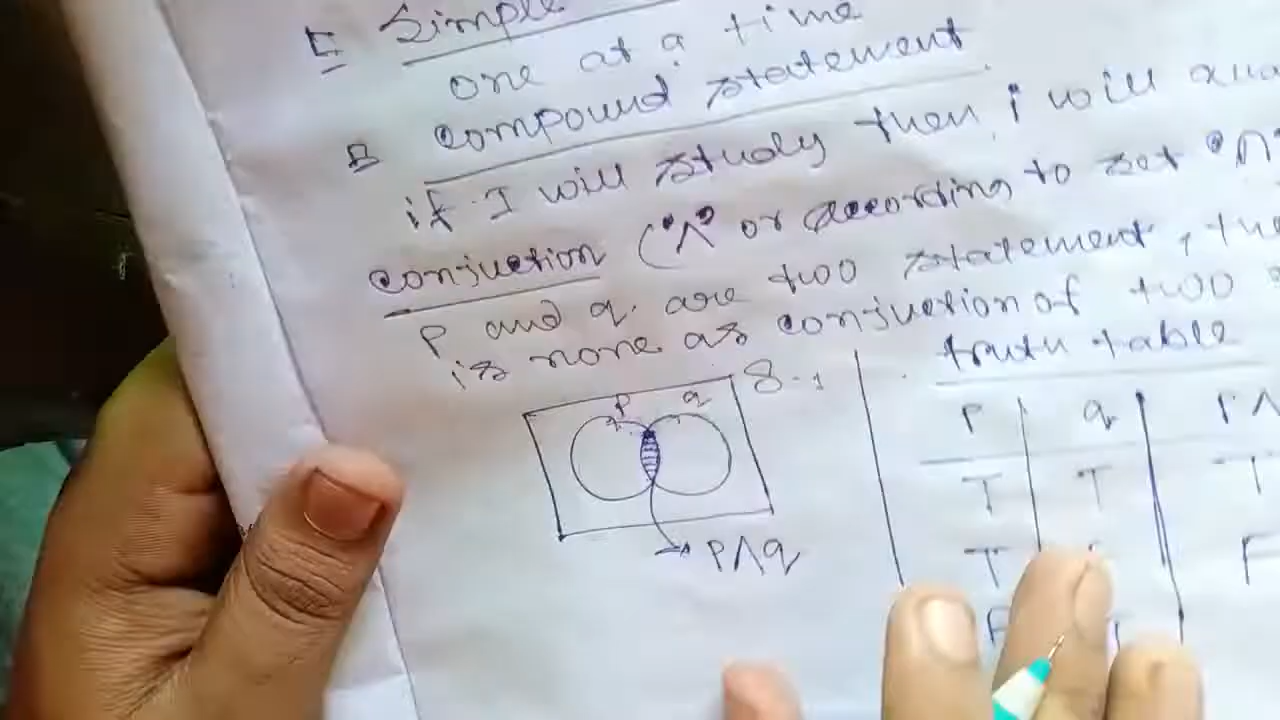 Simple
one at a time
B compound statement
if I will study then i will
conjuction ("∧" or according to set "∩"
P and q are two statement, the
is none as conjuction of two
truth table
P q
P q P∧
T T T
T F
F T
P∧q